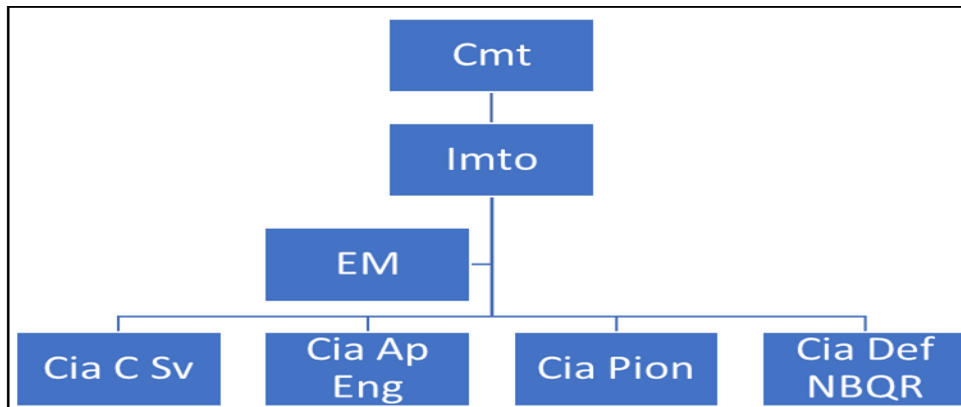 Cmt
Imto
EM
Cia C Sv
Cia Ap
Eng
Cia Pion
Cia Def
NBQR